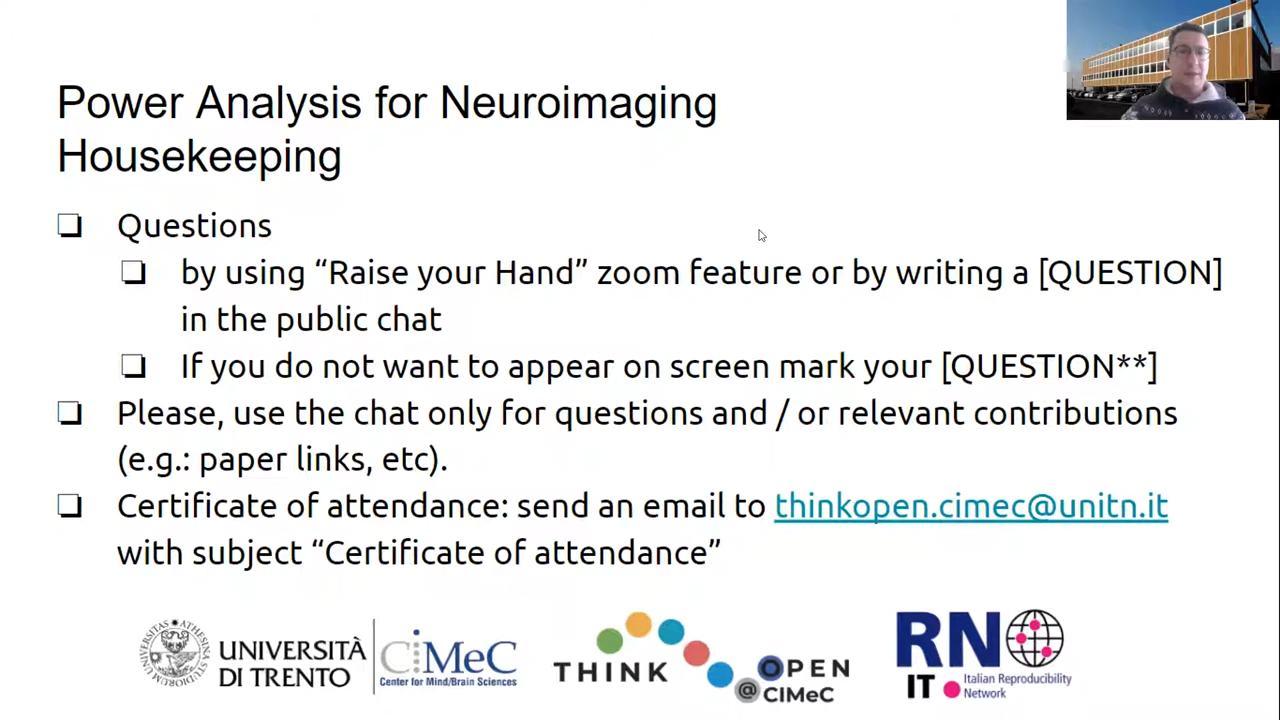 Power Analysis for Neuroimaging
Housekeeping
Questions
by using “Raise your Hand” zoom feature or by writing a [QUESTION]
in the public chat
If you do not want to appear on screen mark your [QUESTION**]
Please, use the chat only for questions and / or relevant contributions
(e.g.: paper links, etc).
Certificate of attendance: send an email to thinkopen.cimec@unitn.it
with subject “Certificate of attendance”
UNIVERSITÀ
DI TRENTO
CiMeC
Center for Mind/Brain Sciences
THINK
OPEN
@ CIMeC
RN
IT
Italian Reproducibility
Network